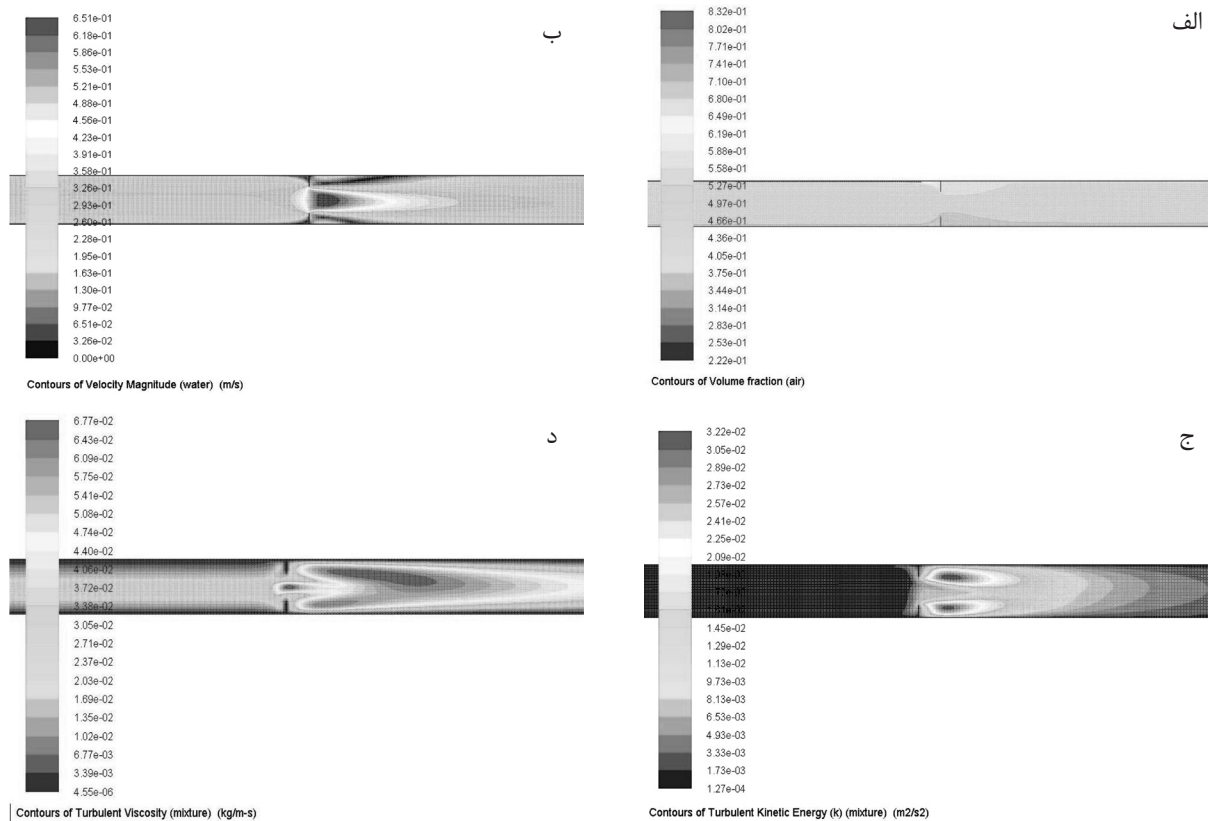 الف
8.32e-01
8.02e-01
7.71e-01
7.41e-01
7.10e-01
6.80e-01
6.49e-01
6.19e-01
5.88e-01
5.58e-01
5.27e-01
4.97e-01
4.66e-01
4.36e-01
4.05e-01
3.75e-01
3.44e-01
3.14e-01
2.83e-01
2.53e-01
2.22e-01
Contours of Volume fraction (air)
ب
6.51e-01
6.18e-01
5.86e-01
5.53e-01
5.21e-01
4.88e-01
4.56e-01
4.23e-01
3.91e-01
3.58e-01
3.26e-01
2.93e-01
2.60e-01
2.28e-01
1.95e-01
1.63e-01
1.30e-01
9.77e-02
6.51e-02
3.26e-02
0.00e+00
Contours of Velocity Magnitude (water) (m/s)
ج
3.22e-02
3.05e-02
2.89e-02
2.73e-02
2.57e-02
2.41e-02
2.25e-02
2.09e-02
1.45e-02
1.29e-02
1.13e-02
9.73e-03
8.13e-03
6.53e-03
4.93e-03
3.33e-03
1.73e-03
1.27e-04
Contours of Turbulent Kinetic Energy (k) (mixture) (m2/s2)
د
6.77e-02
6.43e-02
6.09e-02
5.75e-02
5.41e-02
5.08e-02
4.74e-02
4.40e-02
4.06e-02
3.72e-02
3.38e-02
3.05e-02
2.71e-02
2.37e-02
2.03e-02
1.69e-02
1.35e-02
1.02e-02
6.77e-03
3.39e-03
4.55e-06
Contours of Turbulent Viscosity (mixture) (kg/m-s)